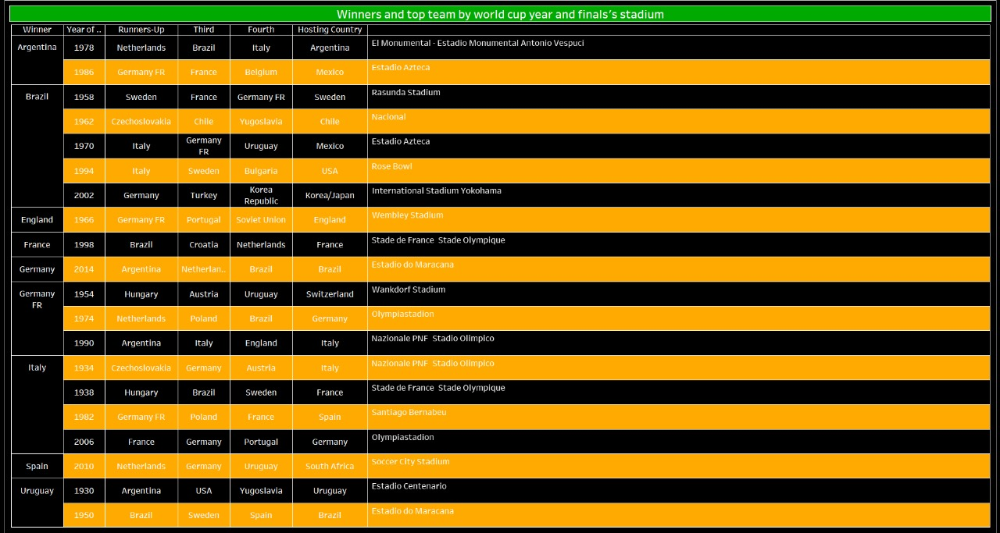 Winners and top team by world cup year and finals's stadium
Winner Year of .. Runners-Up Third Fourth Hosting Country
Argentina 1978 Netherlands Brazil Italy Argentina El Monumental - Estadio Monumental Antonio Vespuci
1986 Germany FR France Belgium Mexico Estadio Azteca
Brazil 1958 Sweden France Germany FR Sweden Rasunda Stadium
1962 Czechoslovakia Chile Yugoslavia Chile Nacional
1970 Italy Germany FR Uruguay Mexico Estadio Azteca
1994 Italy Sweden Bulgaria USA Rose Bowl
2002 Germany Turkey Korea Republic Korea/Japan International Stadium Yokohama
England 1966 Germany FR Portugal Soviet Union England Wembley Stadium
France 1998 Brazil Croatia Netherlands France Stade de France Stade Olympique
Germany 2014 Argentina Netherlan.. Brazil Brazil Estadio do Maracana
Germany FR 1954 Hungary Austria Uruguay Switzerland Wankdorf Stadium
1974 Netherlands Poland Brazil Germany Olympiastadion
1990 Argentina Italy England Italy Nazionale PNF Stadio Olimpico
Italy 1934 Czechoslovakia Germany Austria Italy Nazionale PNF Stadio Olimpico
1938 Hungary Brazil Sweden France Stade de France Stade Olympique
1982 Germany FR Poland France Spain Santiago Bernabeu
2006 France Germany Portugal Germany Olympiastadion
Spain 2010 Netherlands Germany Uruguay South Africa Soccer City Stadium
Uruguay 1930 Argentina USA Yugoslavia Uruguay Estadio Centenario
1950 Brazil Sweden Spain Brazil Estadio do Maracana